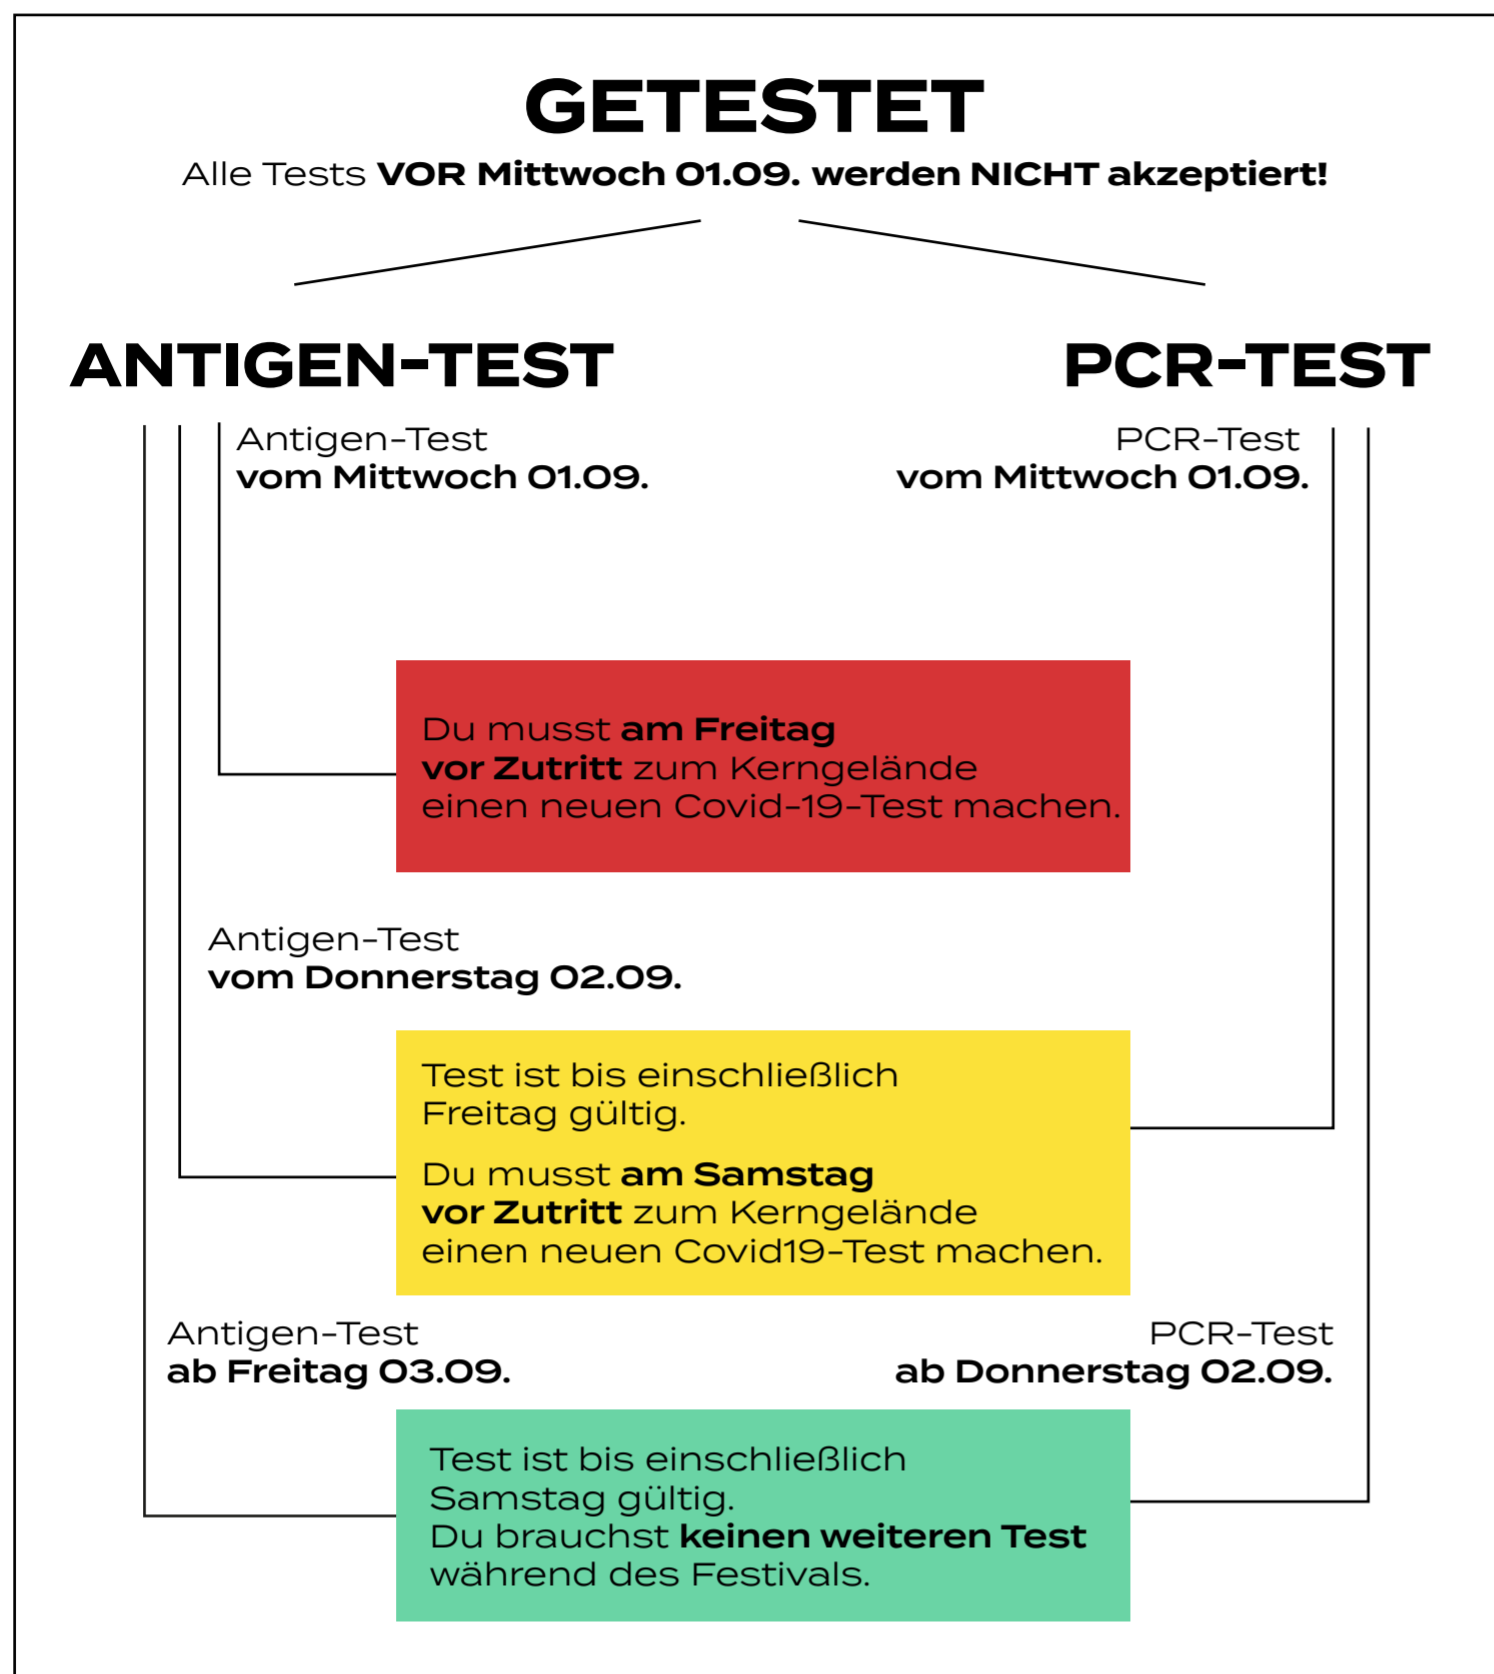 GETESTET
Alle Tests VOR Mittwoch 01.09. werden NICHT akzeptiert!
ANTIGEN-TEST
PCR-TEST
Antigen-Test
vom Mittwoch 01.09.
PCR-Test
vom Mittwoch 01.09.
Du musst am Freitag
vor Zutritt zum Kerngelände
einen neuen Covid-19-Test machen.
Antigen-Test
vom Donnerstag 02.09.
Test ist bis einschließlich
Freitag gültig.
Du musst am Samstag
vor Zutritt zum Kerngelände
einen neuen Covid19-Test machen.
Antigen-Test
ab Freitag 03.09.
PCR-Test
ab Donnerstag 02.09.
Test ist bis einschließlich
Samstag gültig.
Du brauchst keinen weiteren Test
während des Festivals.